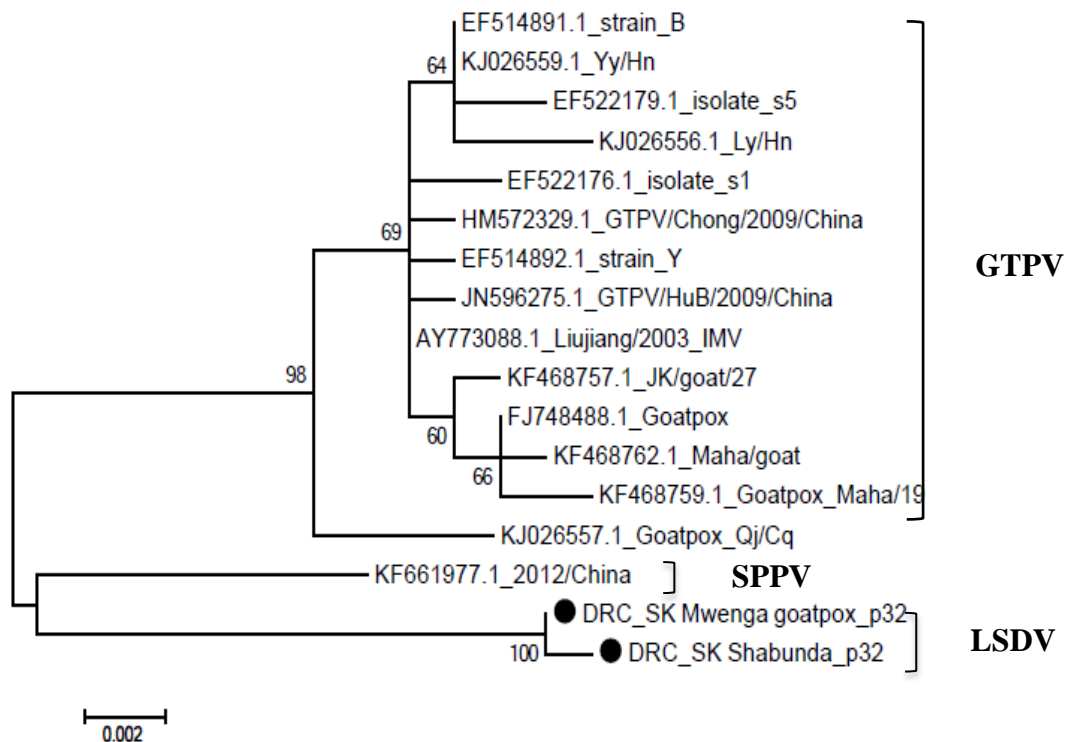 EF514891.1_strain_B
KJ026559.1_Yy/Hn
64
EF522179.1_isolate_s5
KJ026556.1_Ly/Hn
EF522176.1_isolate_s1
HM572329.1_GTPV/Chong/2009/China
69
EF514892.1_strain_Y
GTPV
JN596275.1_GTPV/HuB/2009/China
AY773088.1_Liujiang/2003_IMV
98
KF468757.1_JK/goat/27
FJ748488.1_Goatpox
60
KF468762.1_Maha/goat
66
KF468759.1_Goatpox_Maha/19
KJ026557.1_Goatpox_Qj/Cq
KF661977.1_2012/China
SPPV
DRC_SK Mwenga goatpox_p32
LSDV
100
DRC_SK Shabunda_p32
0.002